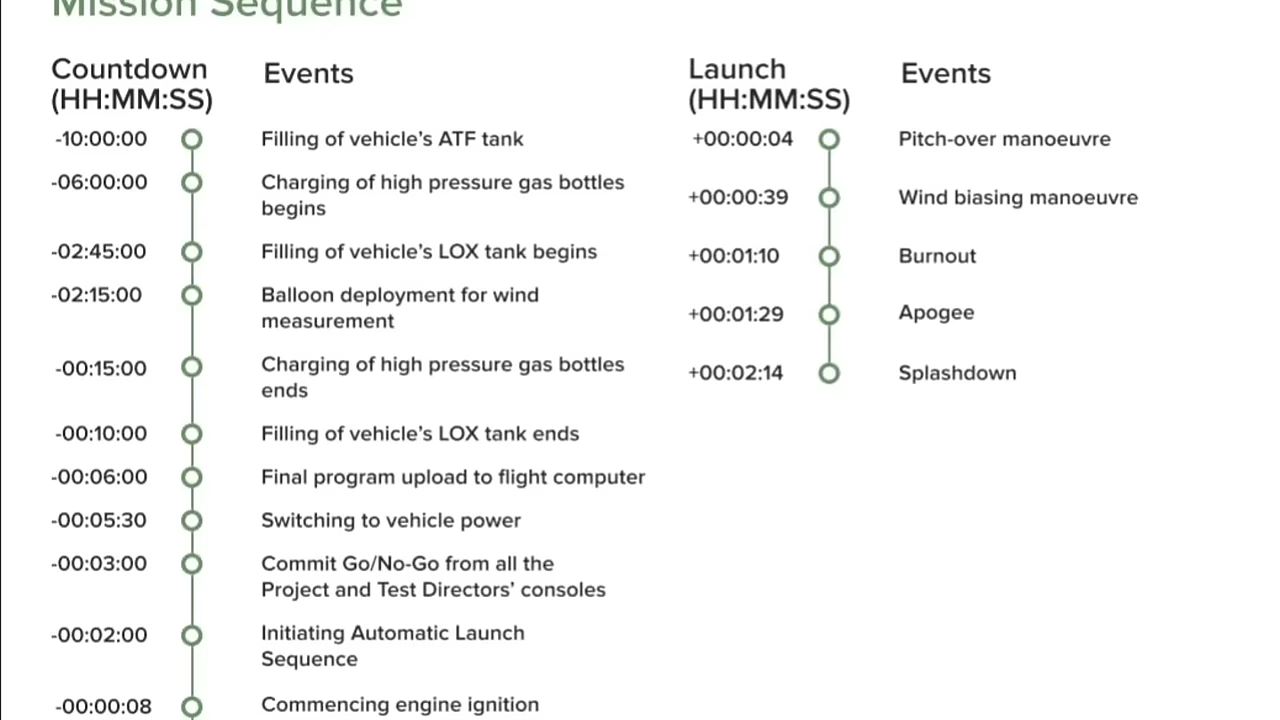 Mission Sequence
Countdown
(HH:MM:SS)
Events
-10:00:00 Filling of vehicle's ATF tank
-06:00:00 Charging of high pressure gas bottles
begins
-02:45:00 Filling of vehicle's LOX tank begins
-02:15:00 Balloon deployment for wind
measurement
-00:15:00 Charging of high pressure gas bottles
ends
-00:10:00 Filling of vehicle's LOX tank ends
-00:06:00 Final program upload to flight computer
-00:05:30 Switching to vehicle power
-00:03:00 Commit Go/No-Go from all the
Project and Test Directors' consoles
-00:02:00 Initiating Automatic Launch
Sequence
-00:00:08 Commencing engine ignition
Launch
(HH:MM:SS)
Events
+00:00:04 Pitch-over manoeuvre
+00:00:39 Wind biasing manoeuvre
+00:01:10 Burnout
+00:01:29 Apogee
+00:02:14 Splashdown